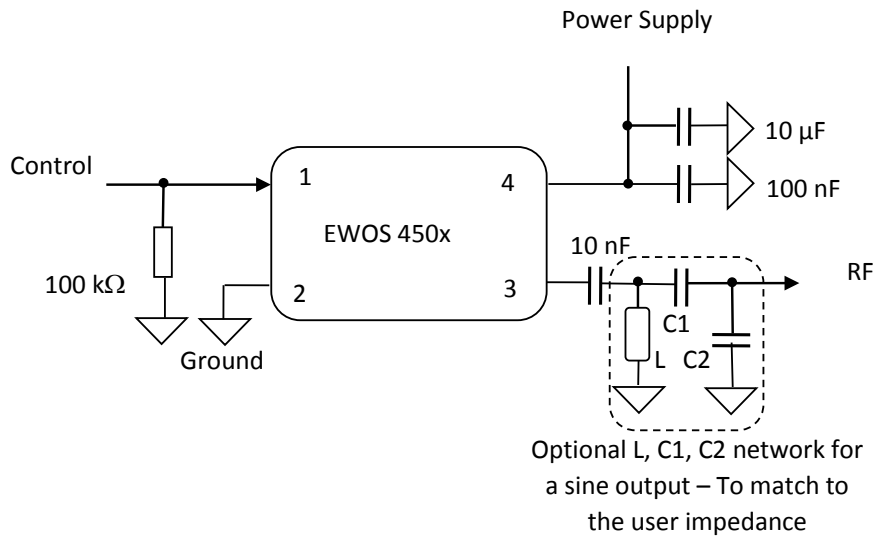 Power Supply
10 µF
Control
1
4
100 nF
EWOS 450x
10 nF
100 kΩ
2
3
RF
C1
L
C2
Ground
Optional L, C1, C2 network for
a sine output – To match to
the user impedance